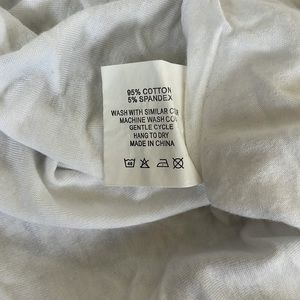 95% COTTON
5% SPANDEX
WASH WITH SIMILAR
MACHINE WASH
GENTLE CYCLE
HANG TO DRY
MADE IN CHINA